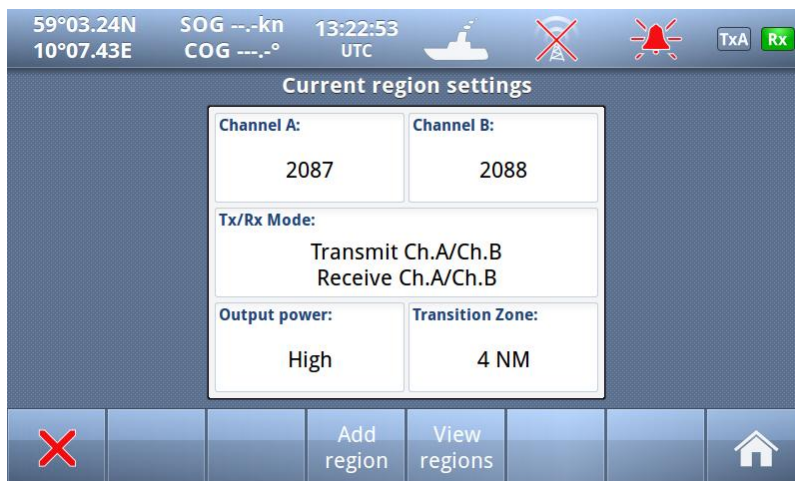 59°03.24N SOG --.-kn 13:22:53
10°07.43E COG ---.-° UTC TxA Rx
Current region settings
Channel A: Channel B:
2087 2088
Tx/Rx Mode:
Transmit Ch.A/Ch.B
Receive Ch.A/Ch.B
Output power: Transition Zone:
High 4 NM
Add View
region regions